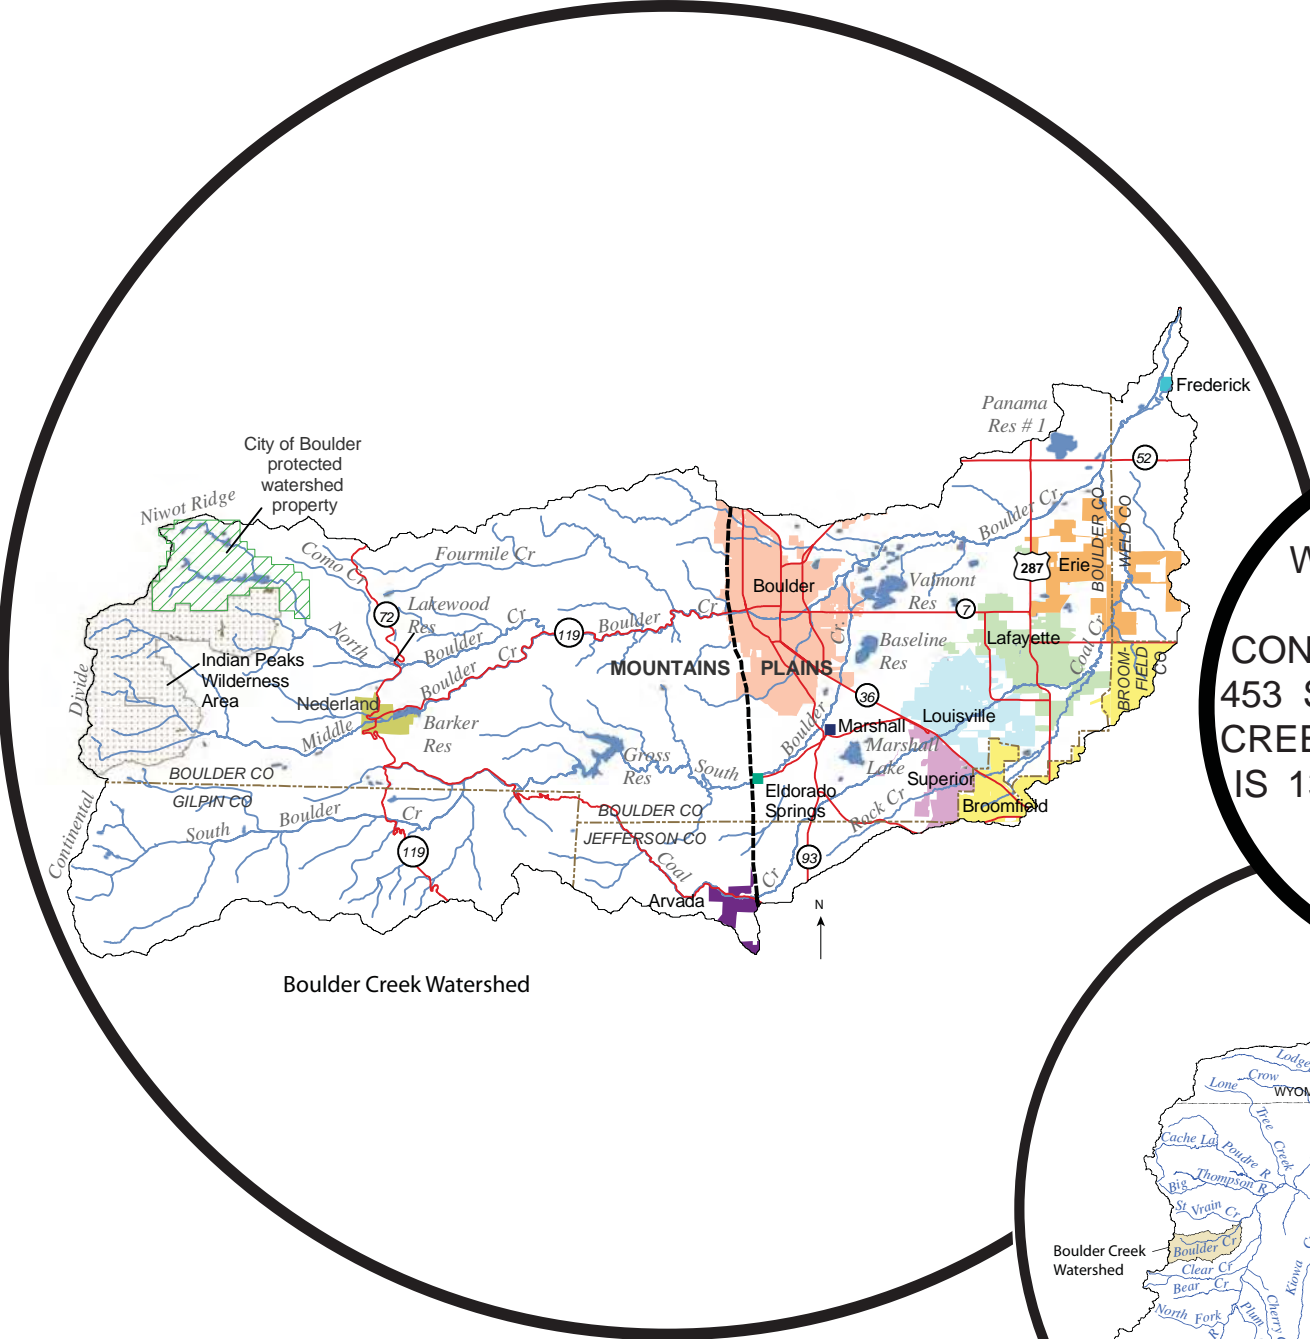 Frederick
Panama
Res # 1
52
City of Boulder
protected
watershed
property
Niwot Ridge
Boulder Cr.
BOULDER CO
WELD CO
Como Cr
Fourmile Cr
287
Erie
Boulder
Valmont
Res
72
Lakewood
Res
7
North
Boulder Cr
119
Boulder Cr
Lafayette
Baseline
Res
Coal Cr
Indian Peaks
Wilderness
Area
MOUNTAINS
PLAINS
Cr.
BROOM-
FIELD
CO
Divide
Boulder Cr
36
Nederland
Middle
Barker
Res
Boulder
Marshall
Louisville
Marshall
Lake
Gross
Res
South
BOULDER CO
GILPIN CO
Superior
Eldorado
Springs
Broomfield
Continental
South Boulder Cr
BOULDER CO
JEFFERSON CO
Rock Cr
119
Coal
Cr
93
Arvada
N
Boulder Creek Watershed
W
CON
453 S
CREE
IS 13
Lodge
Crow
Lone
WYOM
Tree
Creek
Cache La
Poudre R
Big
Thompson R
St Vrain Cr
Boulder Creek
Watershed
Boulder Cr
Clear Cr
Bear Cr
Kiowa
C
North Fork
R
Plum
Cherry C